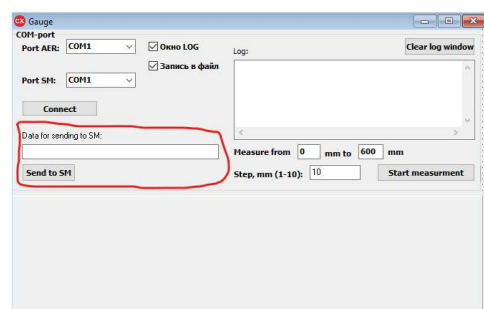 CX Gauge
COM-port
Port AER: COM1
Окно LOG
Запись в файл
Port SM: COM1
Connect
Data for sending to SM:
Send to SM
Log:
Clear log window
Measure from 0 mm to 600 mm
Step, mm (1-10): 10
Start measurment